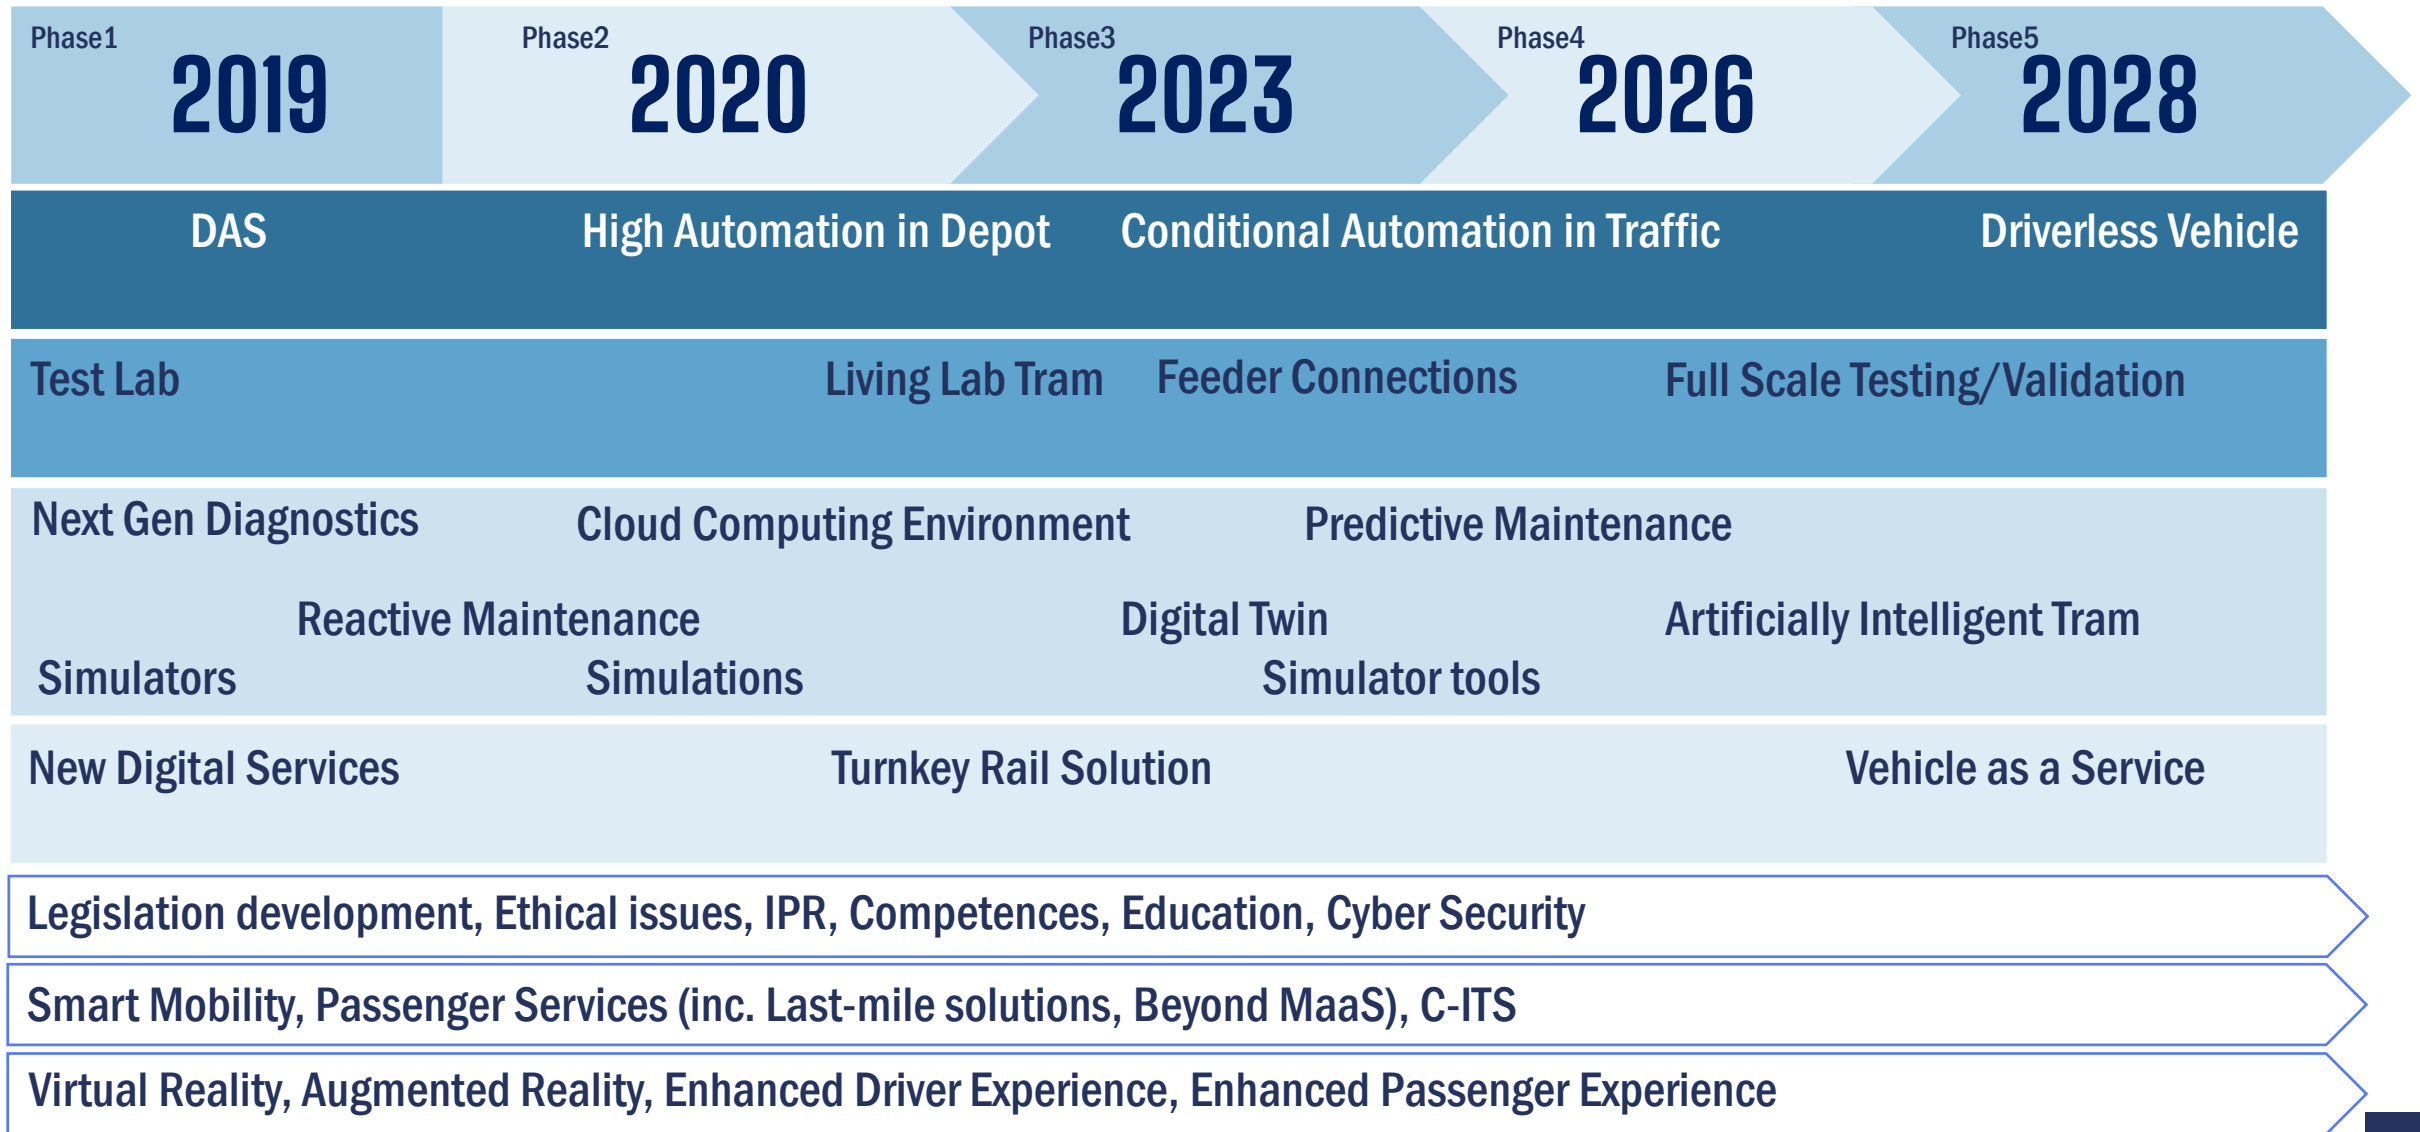 Phase1 Phase2 Phase3 Phase4 Phase5
2019 2020 2023 2026 2028
DAS High Automation in Depot Conditional Automation in Traffic Driverless Vehicle
Test Lab Living Lab Tram Feeder Connections Full Scale Testing/Validation
Next Gen Diagnostics Cloud Computing Environment Predictive Maintenance
Reactive Maintenance Digital Twin Artificially Intelligent Tram
Simulators Simulations Simulator tools
New Digital Services Turnkey Rail Solution Vehicle as a Service
Legislation development, Ethical issues, IPR, Competences, Education, Cyber Security
Smart Mobility, Passenger Services (inc. Last-mile solutions, Beyond MaaS), C-ITS
Virtual Reality, Augmented Reality, Enhanced Driver Experience, Enhanced Passenger Experience